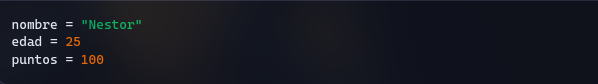 nombre = "Nestor"
edad = 25
puntos = 100